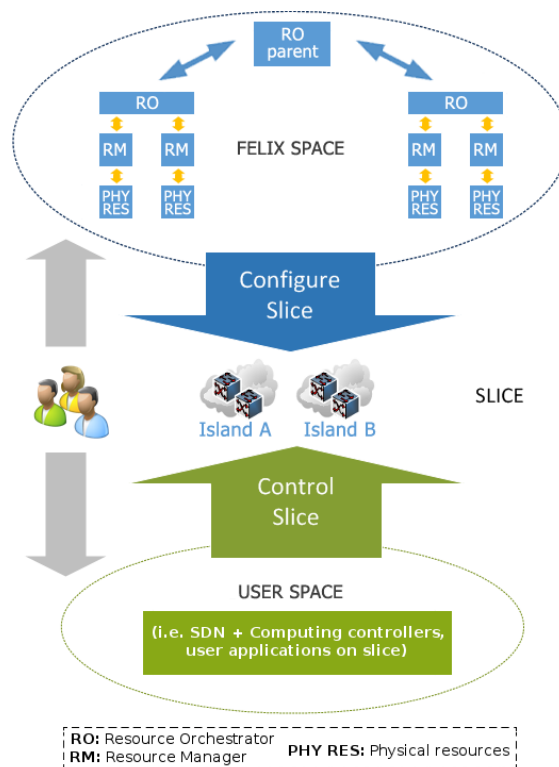 RO
parent
RO
RO
RM
RM
FELIX SPACE
RM
RM
PHY
RES
PHY
RES
PHY
RES
PHY
RES
Configure
Slice
SLICE
Island A
Island B
Control
Slice
USER SPACE
(i.e. SDN + Computing controllers,
user applications on slice)
RO: Resource Orchestrator
RM: Resource Manager
PHY RES: Physical resources